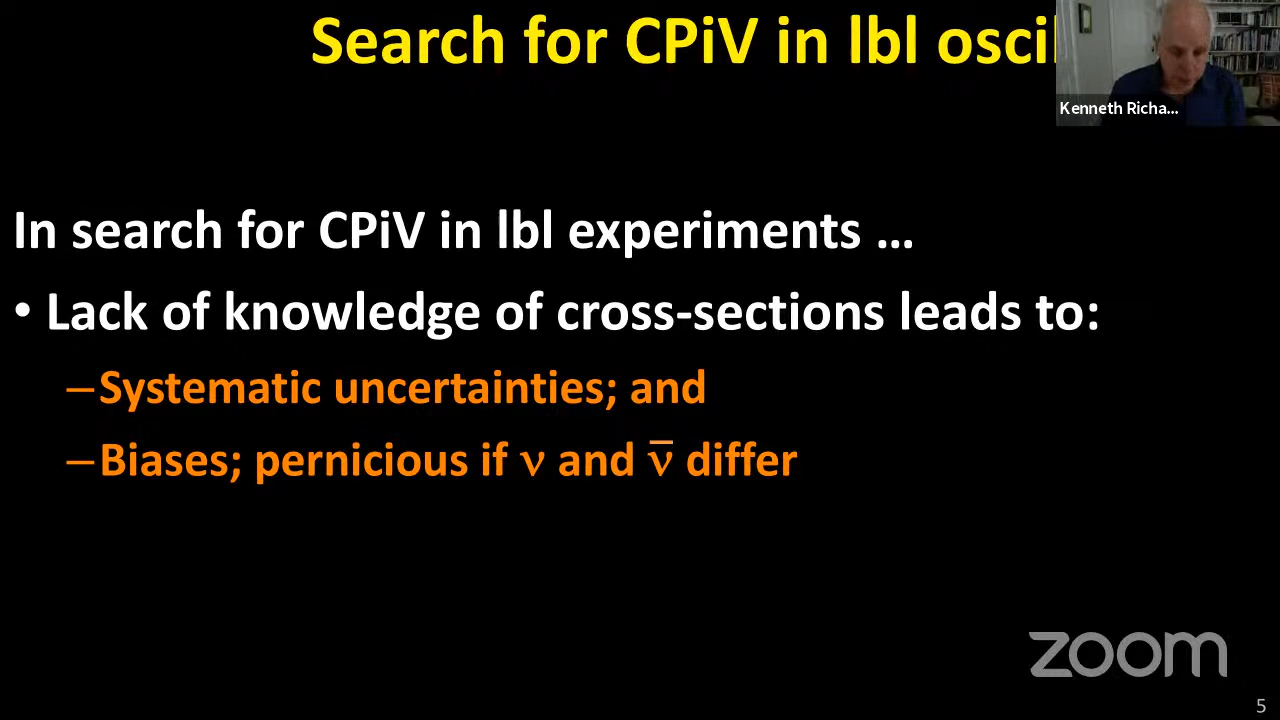 Search for CPiV in lbl oscil
Kenneth Richa...
In search for CPiV in lbl experiments ...
• Lack of knowledge of cross-sections leads to:
–Systematic uncertainties; and
–Biases; pernicious if ν and ν̅ differ
zoom
5